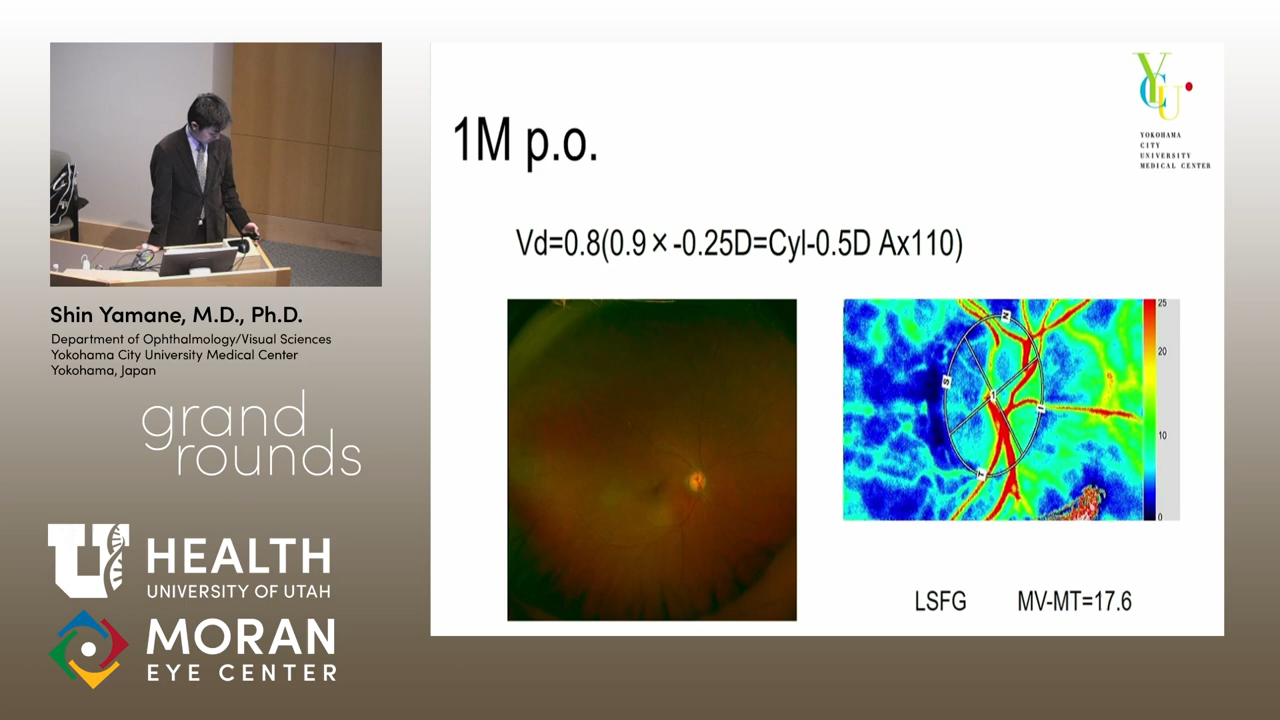 Shin Yamane, M.D., Ph.D.
Department of Ophthalmology/Visual Sciences
Yokohama City University Medical Center
Yokohama, Japan
grand
rounds
U HEALTH
UNIVERSITY OF UTAH
MORAN
EYE CENTER
YCU
YOKOHAMA
CITY
UNIVERSITY
MEDICAL CENTER
1M p.o.
Vd=0.8(0.9×-0.25D=Cyl-0.5D Ax110)
N
S
1
I
T
25
20
10
0
LSFG MV-MT=17.6